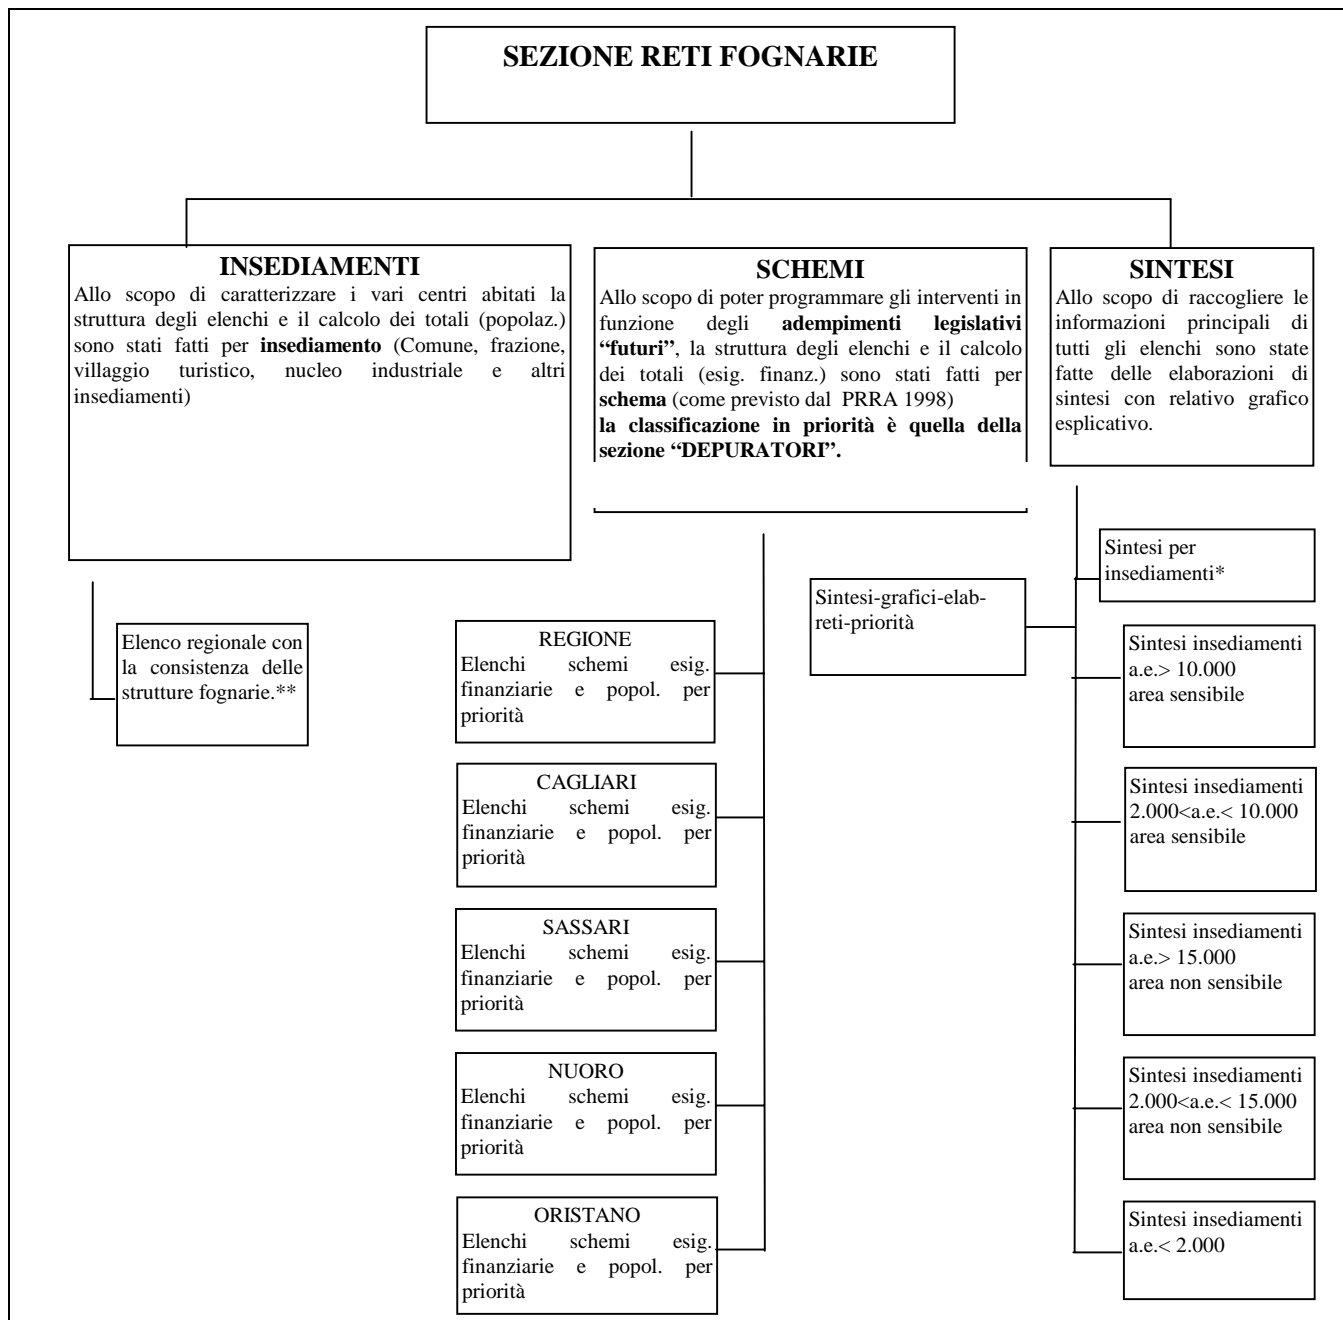 SEZIONE RETI FOGNARIE
INSEDIAMENTI
Allo scopo di caratterizzare i vari centri abitati la
struttura degli elenchi e il calcolo dei totali (popolaz.)
sono stati fatti per insediamento (Comune, frazione,
villaggio turistico, nucleo industriale e altri
insediamenti)
Elenco regionale con
la consistenza delle
strutture fognarie.**
SCHEMI
Allo scopo di poter programmare gli interventi in
funzione degli adempimenti legislativi
“futuri”, la struttura degli elenchi e il calcolo
dei totali (esig. finanz.) sono stati fatti per
schema (come previsto dal PRRA 1998)
la classificazione in priorità è quella della
sezione “DEPURATORI”.
REGIONE
Elenchi schemi esig.
finanziarie e popol. per
priorità
CAGLIARI
Elenchi schemi esig.
finanziarie e popol. per
priorità
SASSARI
Elenchi schemi esig.
finanziarie e popol. per
priorità
NUORO
Elenchi schemi esig.
finanziarie e popol. per
priorità
ORISTANO
Elenchi schemi esig.
finanziarie e popol. per
priorità
SINTESI
Allo scopo di raccogliere le
informazioni principali di
tutti gli elenchi sono state
fatte delle elaborazioni di
sintesi con relativo grafico
esplicativo.
Sintesi-grafici-elab-
reti-priorità
Sintesi per
insediamenti*
Sintesi insediamenti
a.e.> 10.000
area sensibile
Sintesi insediamenti
2.000<a.e.< 10.000
area sensibile
Sintesi insediamenti
a.e.> 15.000
area non sensibile
Sintesi insediamenti
2.000<a.e.< 15.000
area non sensibile
Sintesi insediamenti
a.e.< 2.000